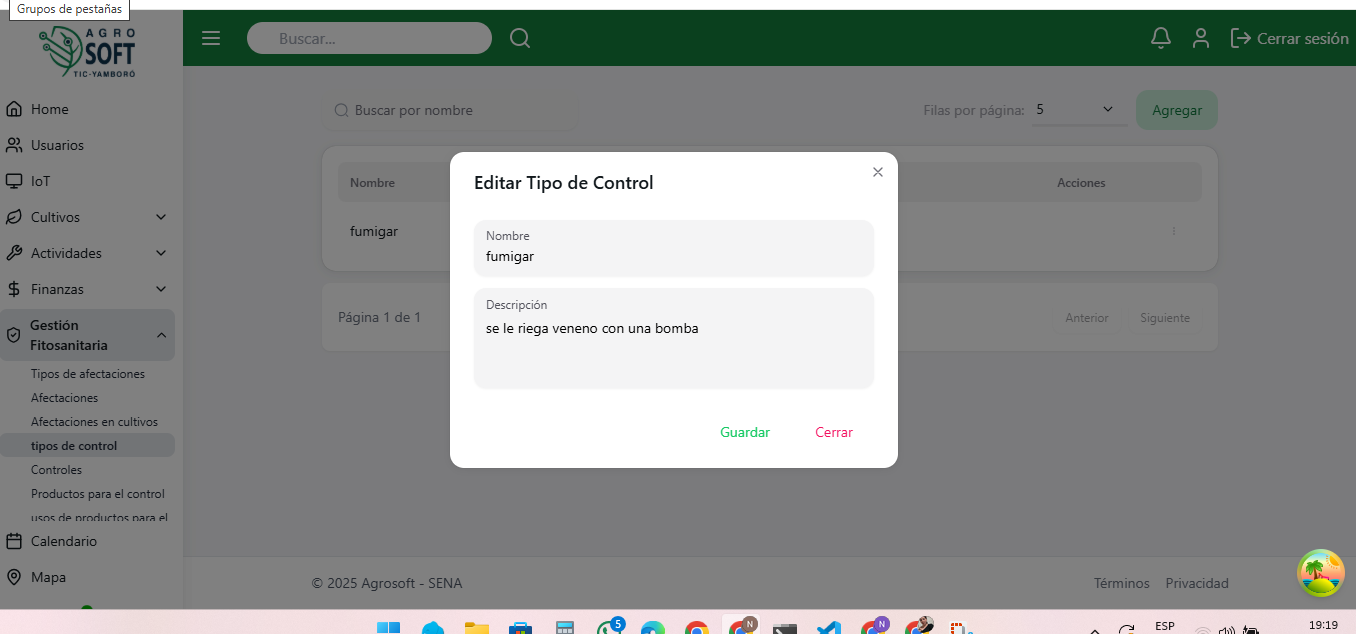 Grupos de pestañas
AGRO
SOFT
TIC-YAMBORÓ
Buscar...
Cerrar sesión
Home
Usuarios
IoT
Cultivos
Actividades
Finanzas
Gestión
Fitosanitaria
Tipos de afectaciones
Afectaciones
Afectaciones en cultivos
tipos de control
Controles
Productos para el control
usos de productos para el
Calendario
Mapa
Buscar por nombre
Filas por página: 5
Agregar
Nombre
Acciones
fumigar
Página 1 de 1
Anterior
Siguiente
Editar Tipo de Control
Nombre
fumigar
Descripción
se le riega veneno con una bomba
Guardar
Cerrar
© 2025 Agrosoft - SENA
Términos
Privacidad
5
N
N
ESP
19:19